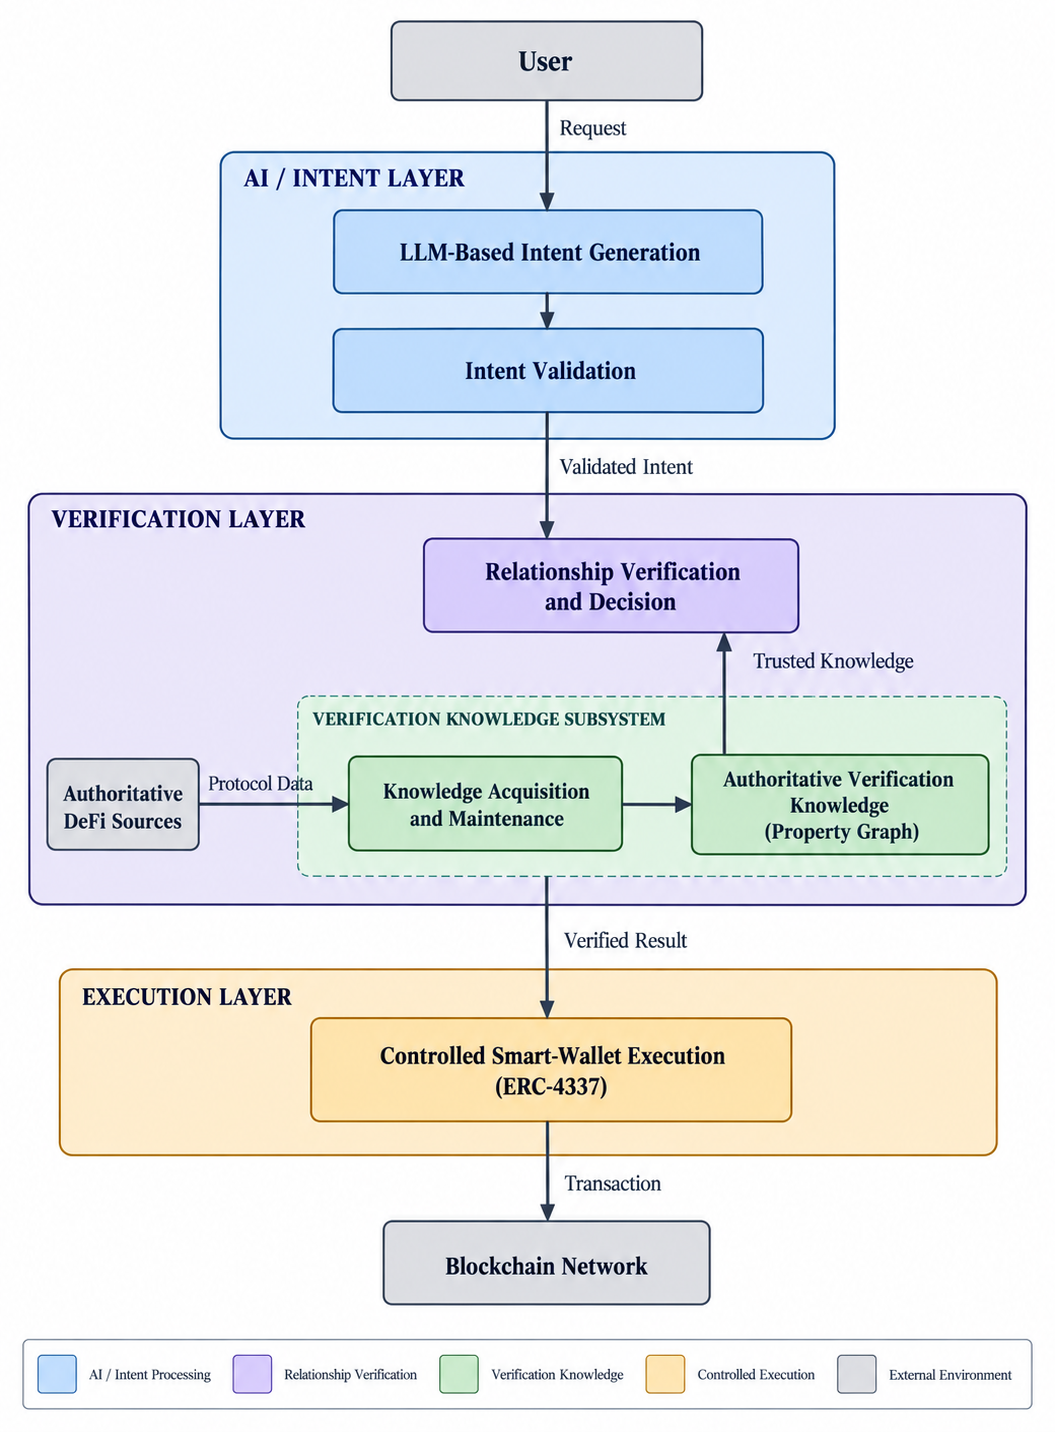 User
Request
AI / INTENT LAYER
LLM-Based Intent Generation
Intent Validation
Validated Intent
VERIFICATION LAYER
Relationship Verification
and Decision
Trusted Knowledge
VERIFICATION KNOWLEDGE SUBSYSTEM
Authoritative
DeFi Sources
Protocol Data
Knowledge Acquisition
and Maintenance
Authoritative Verification
Knowledge
(Property Graph)
Verified Result
EXECUTION LAYER
Controlled Smart-Wallet Execution
(ERC-4337)
Transaction
Blockchain Network
AI / Intent Processing
Relationship Verification
Verification Knowledge
Controlled Execution
External Environment